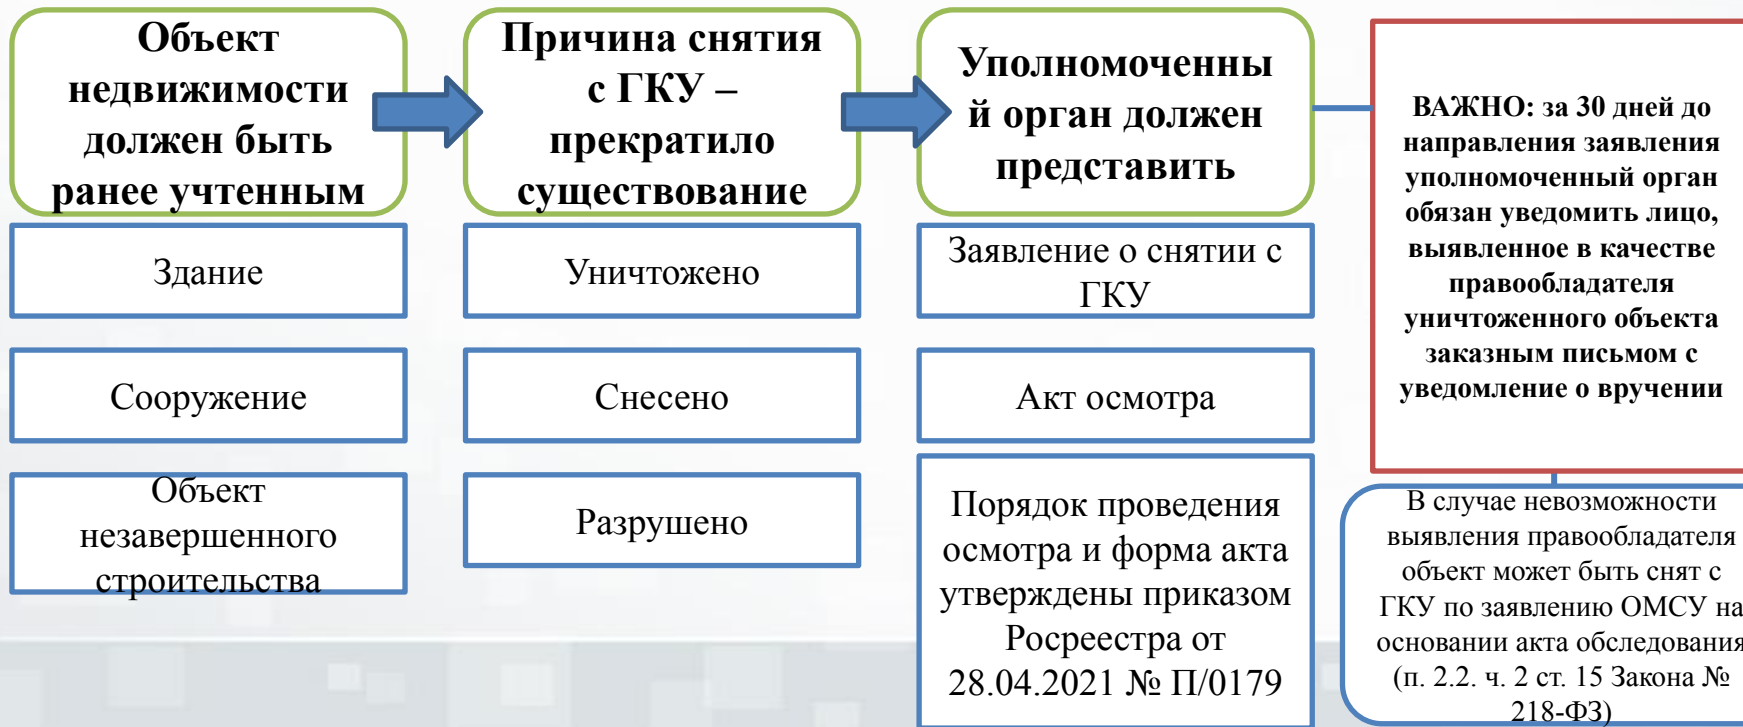 Объект
недвижимости
должен быть
ранее учтенным
Здание
Сооружение
Объект
незавершенного
строительства
Причина снятия
с ГКУ –
прекратило
существование
Уничтожено
Снесено
Разрушено
Уполномоченны
й орган должен
представить
Заявление о снятии с
ГКУ
Акт осмотра
Порядок проведения
осмотра и форма акта
утверждены приказом
Росреестра от
28.04.2021 № П/0179
ВАЖНО: за 30 дней до
направления заявления
уполномоченный орган
обязан уведомить лицо,
выявленное в качестве
правообладателя
уничтоженного объекта
заказным письмом с
уведомление о вручении
В случае невозможности
выявления правообладателя
объект может быть снят с
ГКУ по заявлению ОМСУ на
основании акта обследования
(п. 2.2. ч. 2 ст. 15 Закона №
218-ФЗ)